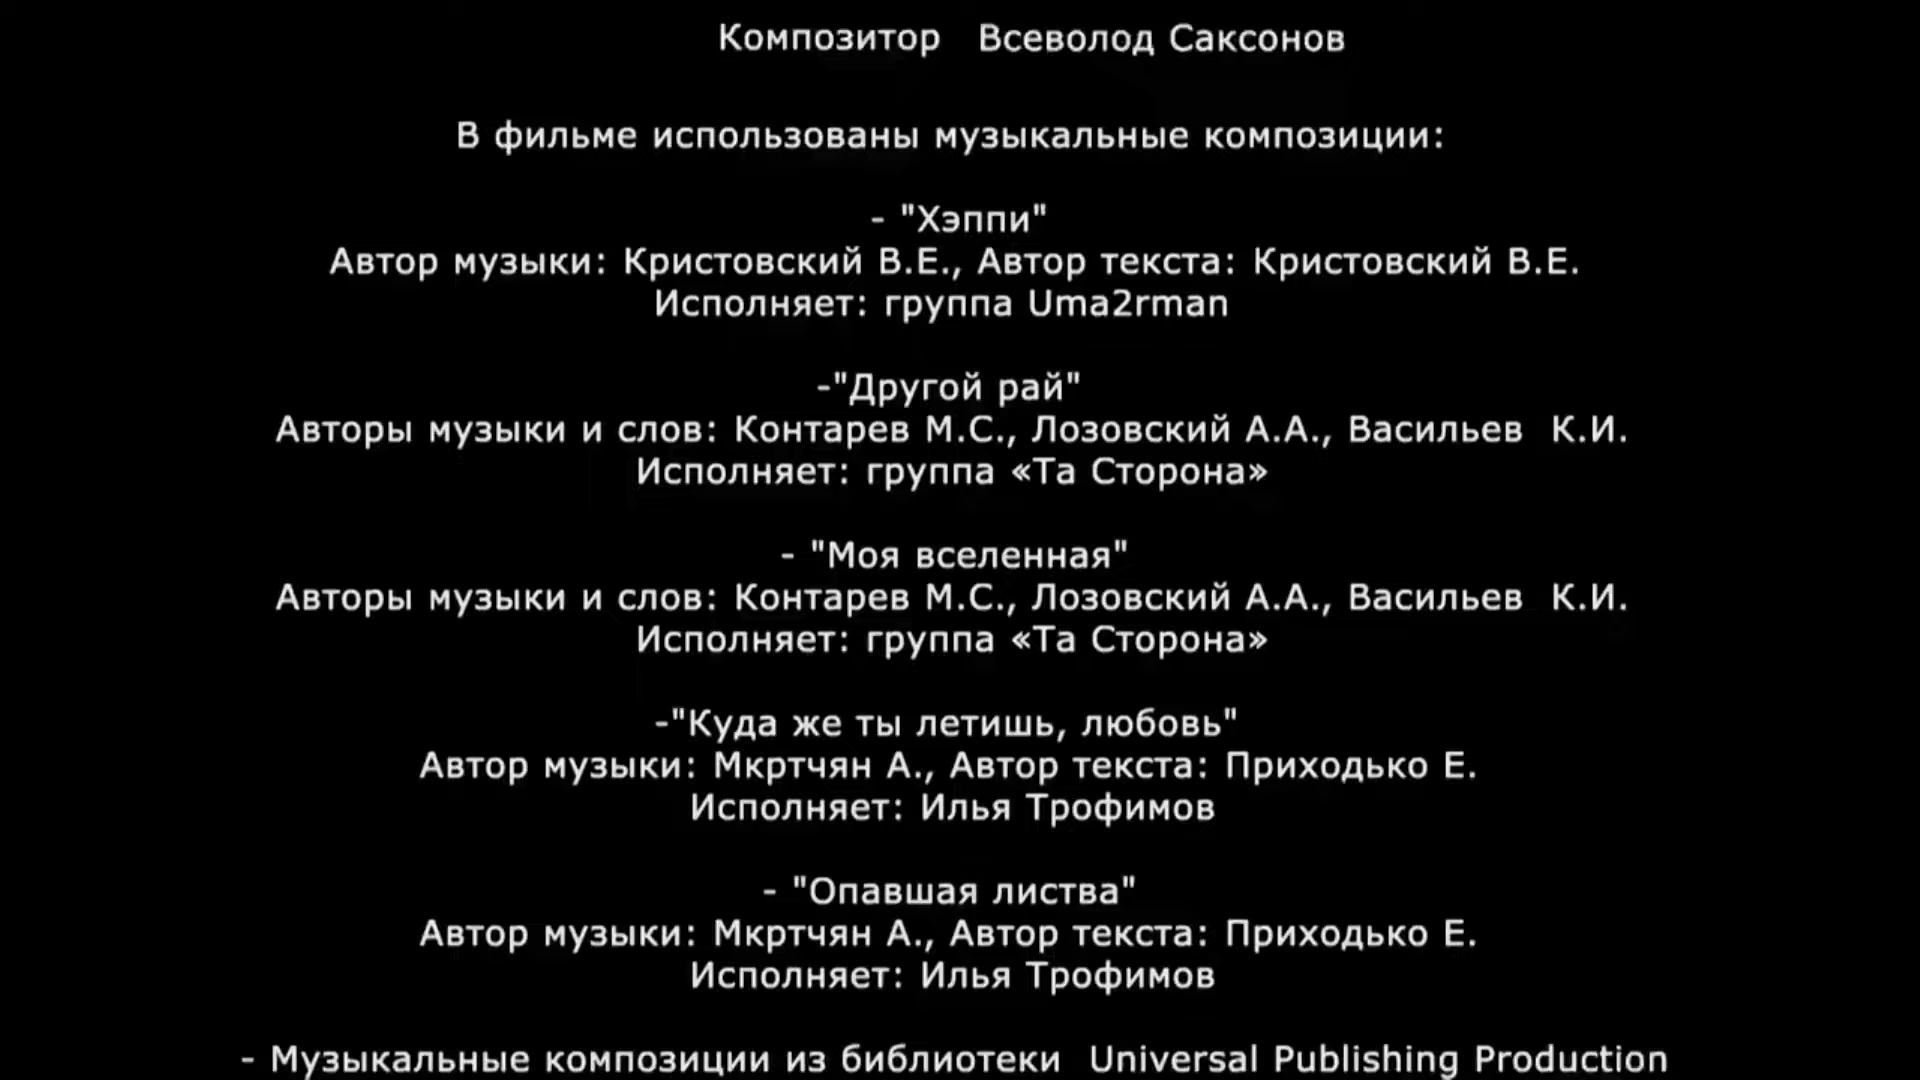 Композитор Всеволод Саксонов
В фильме использованы музыкальные композиции:
- "Хэппи"
Автор музыки: Кристовский В.Е., Автор текста: Кристовский В.Е.
Исполняет: группа Uma2rman
-"Другой рай"
Авторы музыки и слов: Контарев М.С., Лозовский А.А., Васильев К.И.
Исполняет: группа «Та Сторона»
- "Моя вселенная"
Авторы музыки и слов: Контарев М.С., Лозовский А.А., Васильев К.И.
Исполняет: группа «Та Сторона»
-"Куда же ты летишь, любовь"
Автор музыки: Мкртчян А., Автор текста: Приходько Е.
Исполняет: Илья Трофимов
- "Опавшая листва"
Автор музыки: Мкртчян А., Автор текста: Приходько Е.
Исполняет: Илья Трофимов
- Музыкальные композиции из библиотеки Universal Publishing Production